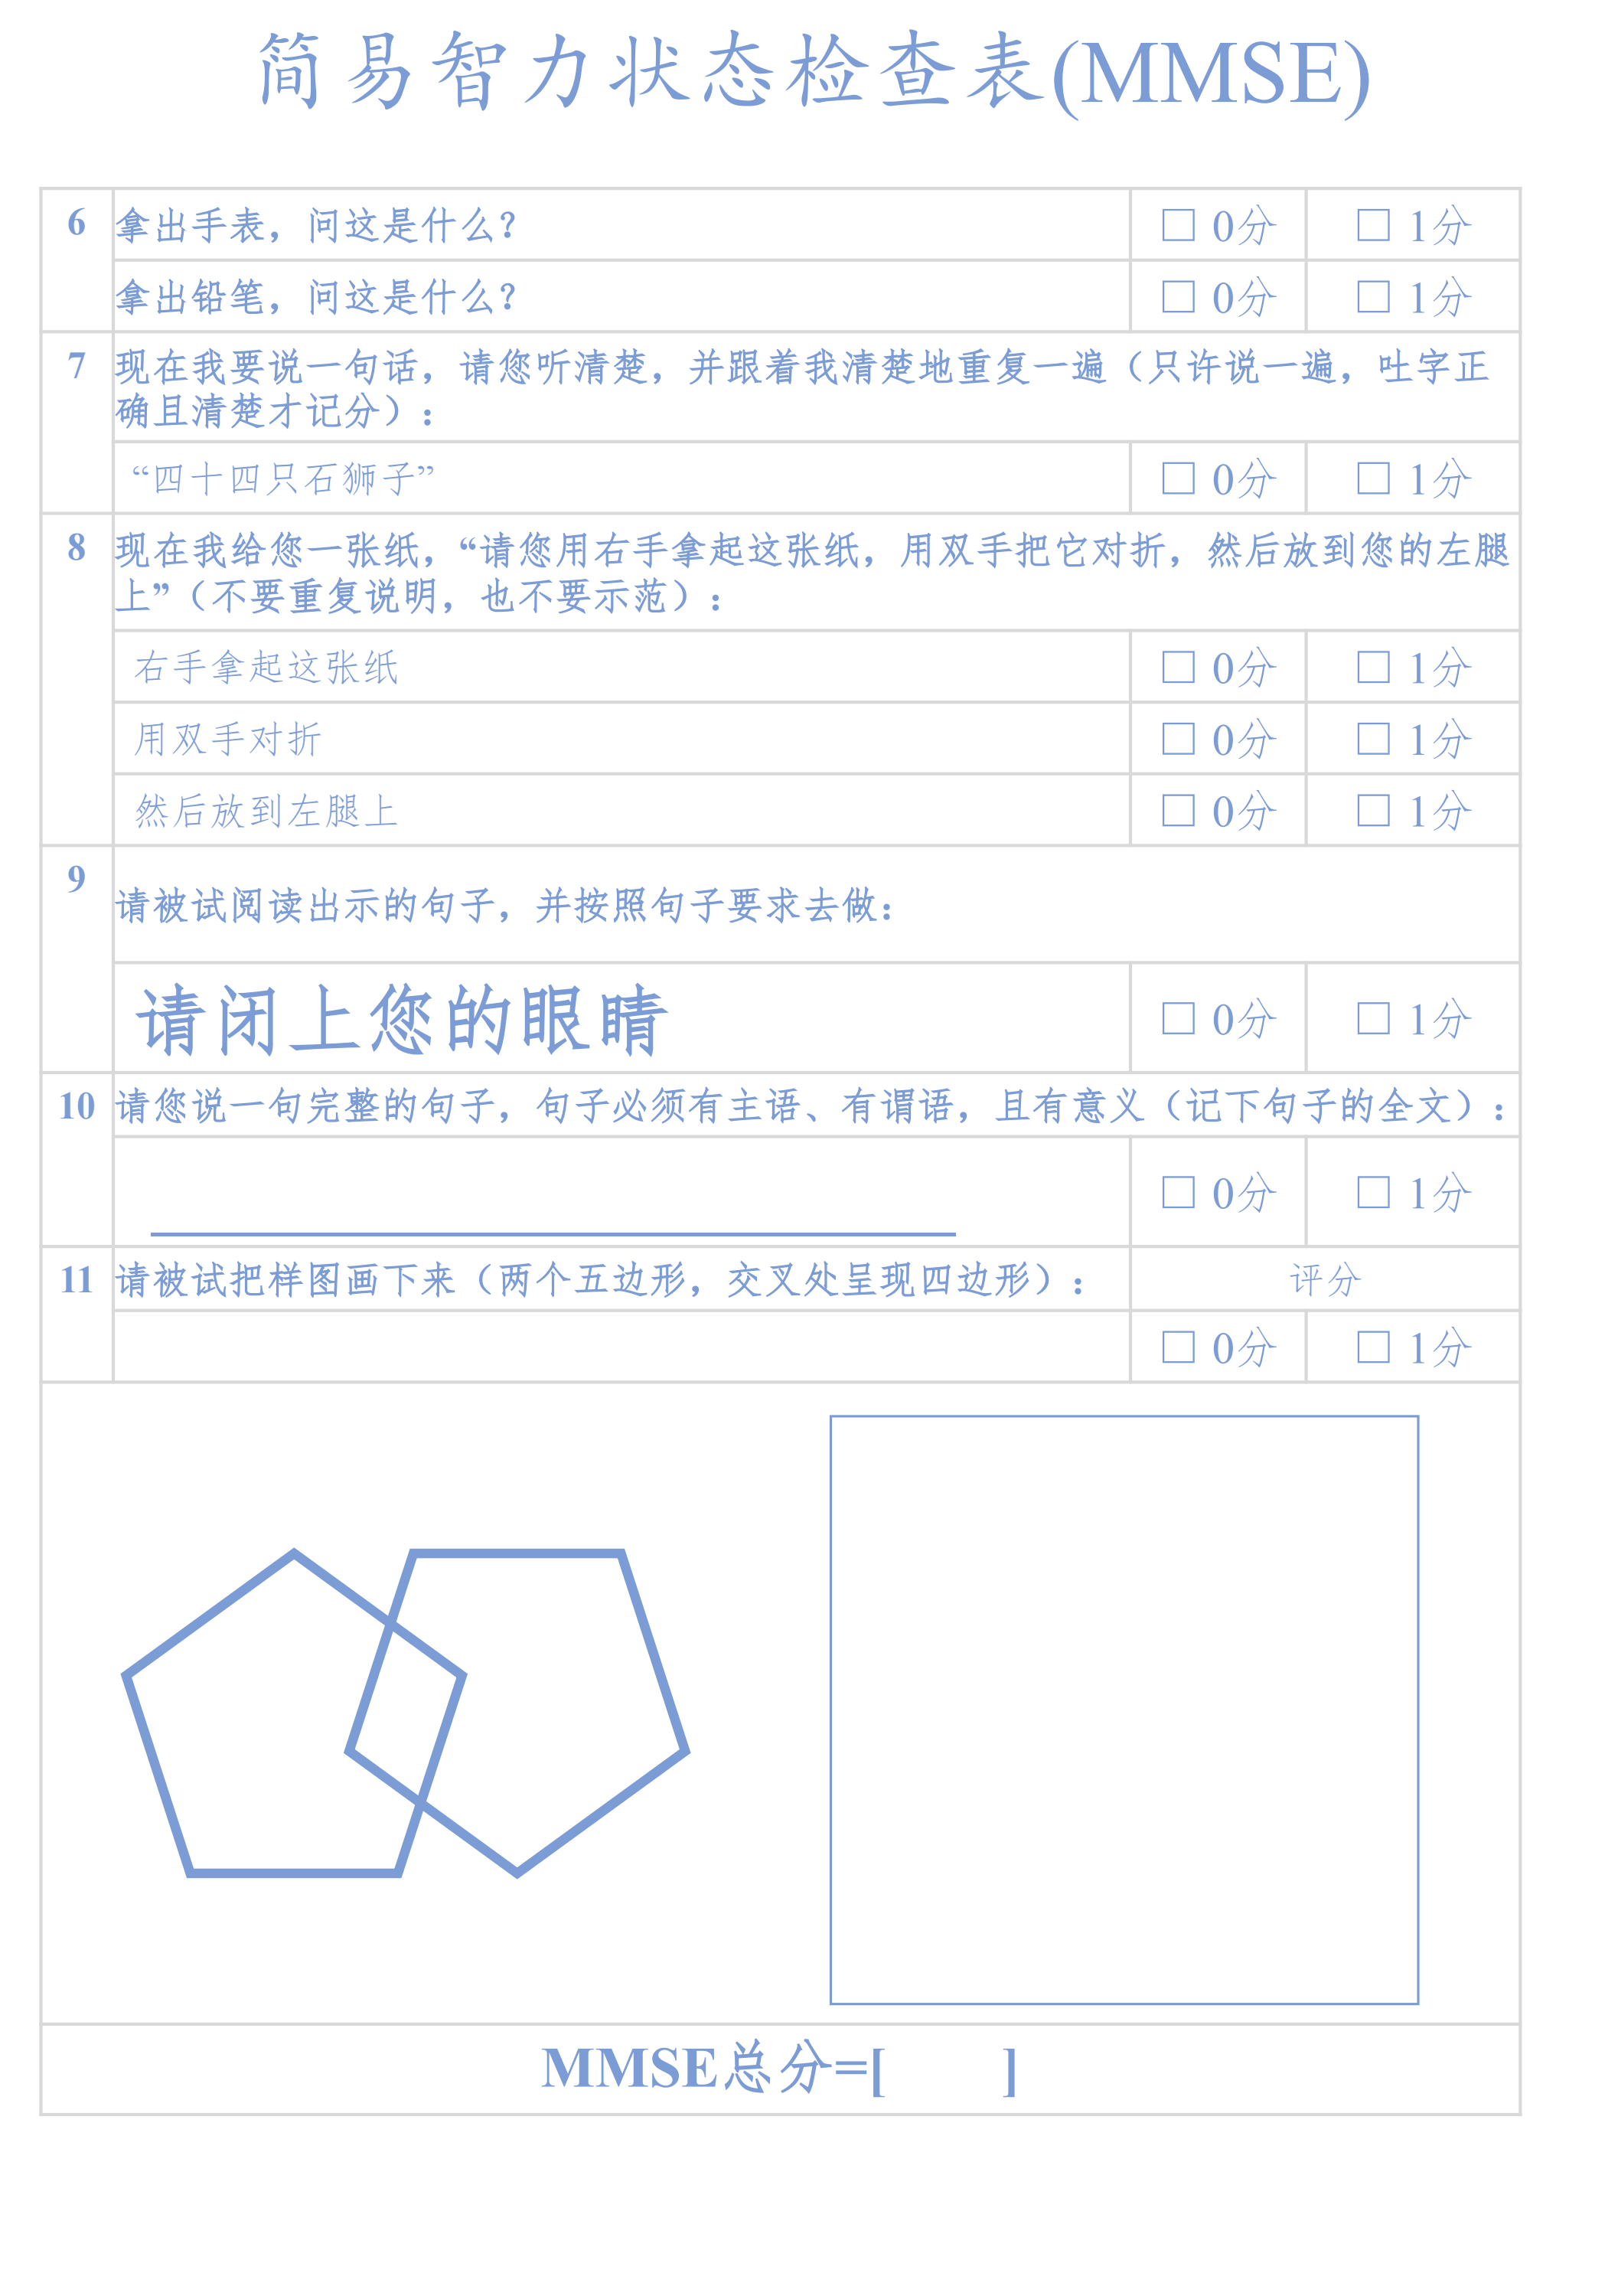 简易智力状态检查表(MMSE)
6 拿出手表，问这是什么？ □ 0分 □ 1分
拿出铅笔，问这是什么？ □ 0分 □ 1分
7 现在我要说一句话，请您听清楚，并跟着我清楚地重复一遍（只许说一遍，吐字正
确且清楚才记分）：
“四十四只石狮子” □ 0分 □ 1分
8 现在我给您一张纸，“请您用右手拿起这张纸，用双手把它对折，然后放到您的左腿
上”（不要重复说明，也不要示范）：
右手拿起这张纸 □ 0分 □ 1分
用双手对折 □ 0分 □ 1分
然后放到左腿上 □ 0分 □ 1分
9 请被试阅读出示的句子，并按照句子要求去做：
请闭上您的眼睛 □ 0分 □ 1分
10 请您说一句完整的句子，句子必须有主语、有谓语，且有意义（记下句子的全文）：
□ 0分 □ 1分
11 请被试把样图画下来（两个五边形，交叉处呈现四边形）： 评分
□ 0分 □ 1分
MMSE总分=[ ]